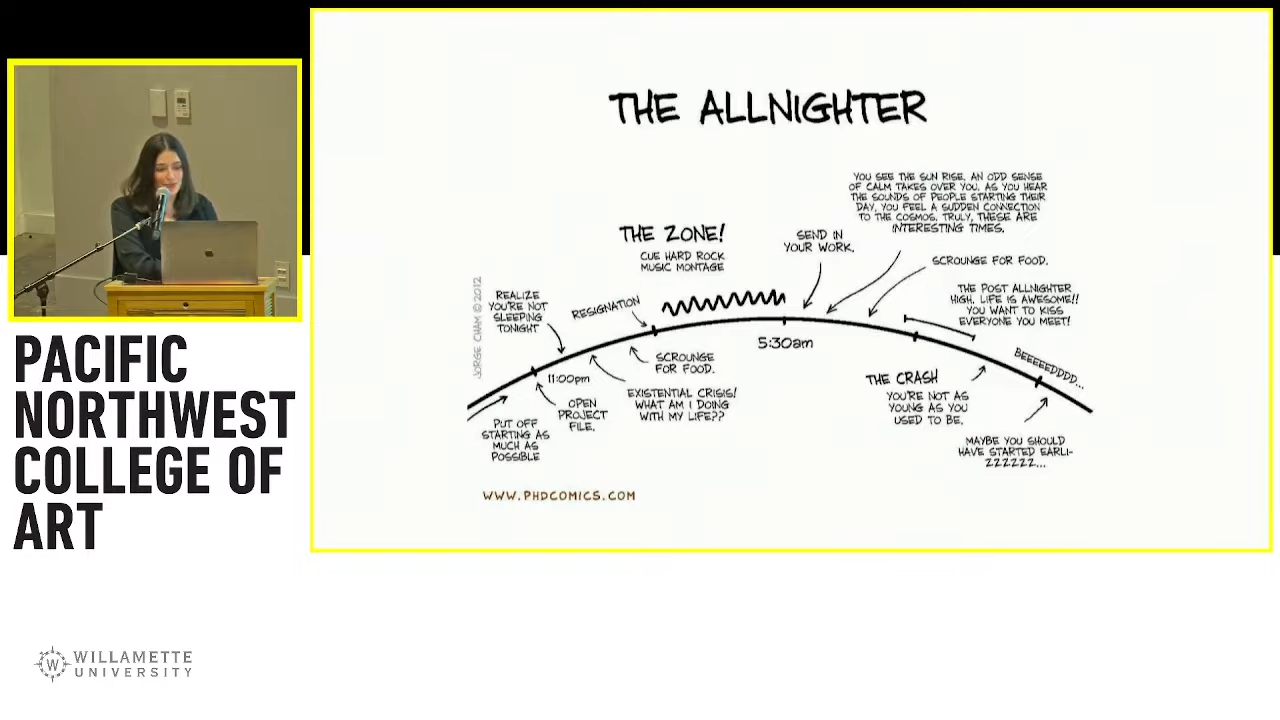 THE ALLNIGHTER
YOU SEE THE SUN RISE. AN ODD SENSE
OF CALM TAKES OVER YOU. AS YOU HEAR
THE SOUNDS OF PEOPLE STARTING THEIR
DAY, YOU FEEL A SUDDEN CONNECTION
TO THE COSMOS. TRULY, THESE ARE
INTERESTING TIMES.
THE ZONE!
CUE HARD ROCK
MUSIC MONTAGE
SEND IN
YOUR WORK.
SCROUNGE FOR FOOD.
JORGE CHAM © 2012
REALIZE
YOU'RE NOT
SLEEPING
TONIGHT
RESIGNATION
THE POST ALLNIGHTER
HIGH. LIFE IS AWESOME!!
YOU WANT TO KISS
EVERYONE YOU MEET!
5:30am
SCROUNGE
FOR FOOD.
BEEEEEDDDD...
11:00pm
THE CRASH
YOU'RE NOT AS
YOUNG AS YOU
USED TO BE.
EXISTENTIAL CRISIS!
WHAT AM I DOING
WITH MY LIFE??
OPEN
PROJECT
FILE.
PUT OFF
STARTING AS
MUCH AS
POSSIBLE
MAYBE YOU SHOULD
HAVE STARTED EARLI-
ZZZZZZ...
WWW.PHDCOMICS.COM
PACIFIC
NORTHWEST
COLLEGE OF
ART
W
WILLAMETTE
UNIVERSITY